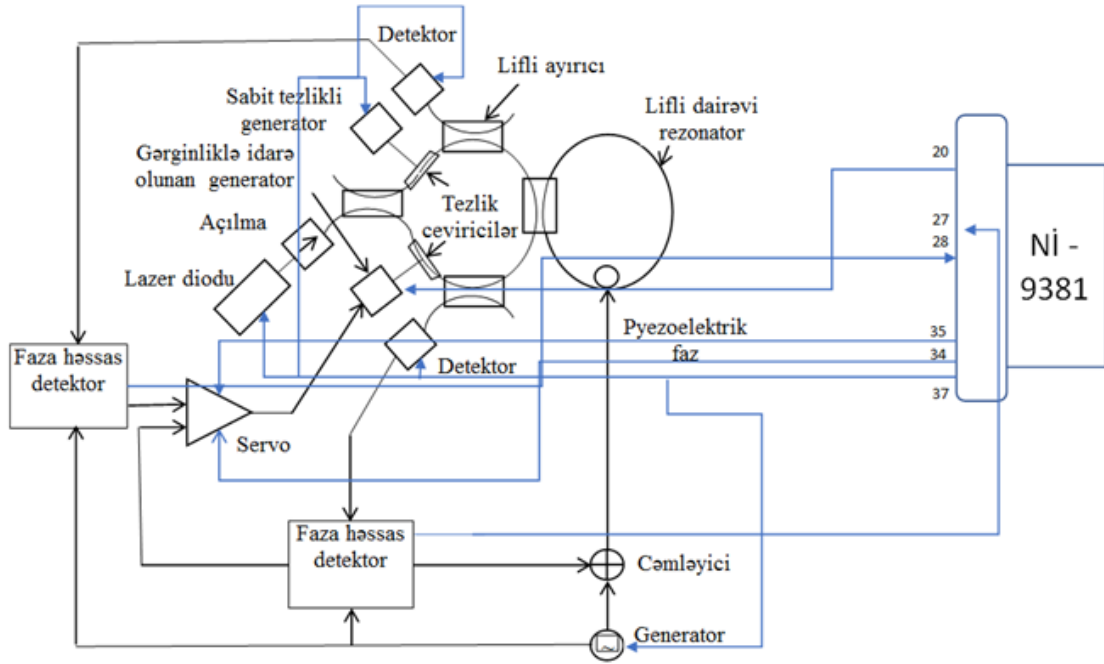 Detektor
Lifli ayırıcı
Sabit tezlikli
generator
Lifli dairəvi
rezonator
Gərginliklə idarə
olunan generator
20
Açılma
Tezlik
ceviricilər
27
28
Nİ -
9381
Lazer diodu
Pyezoelektrik
faz
35
34
37
Faza həssas
detektor
Detektor
Servo
Faza həssas
detektor
Cəmləyici
Generator